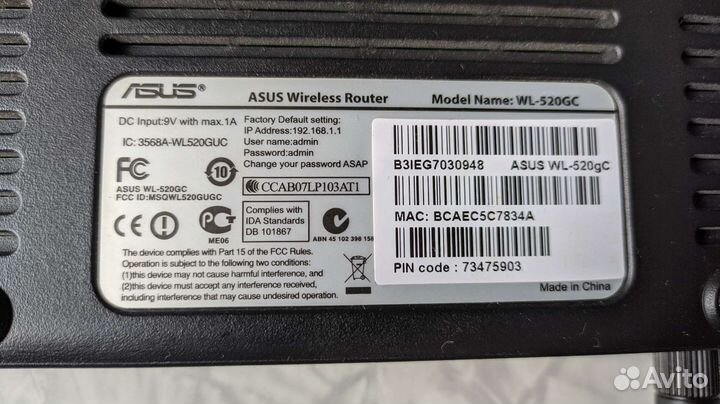 ASUS® ASUS Wireless Router Model Name: WL-520GC
DC Input:9V with max.1A
IC: 3568A-WL520GUC
FC
10
ASUS WL-520GC
FCC ID:MSQWL520GUGC
CE
ME06
Factory Default setting:
IP Address:192.168.1.1
User name:admin
Password:admin
Change your password ASAP
CCAB07LP103AT1
Complies with
IDA Standards
DB 101867
N
ABN 45 102 398
The device complies with Part 15 of the FCC Rules.
Operation is subject to the following two conditions:
(1)this device may not cause harmful interference, and
(2)this device must accept any interference received,
including interference that may cause undesired operation.
B3IEG7030948 ASUS WL-520gC
MAC: BCAEC5C7834A
PIN code : 73475903
Made in China
Avito